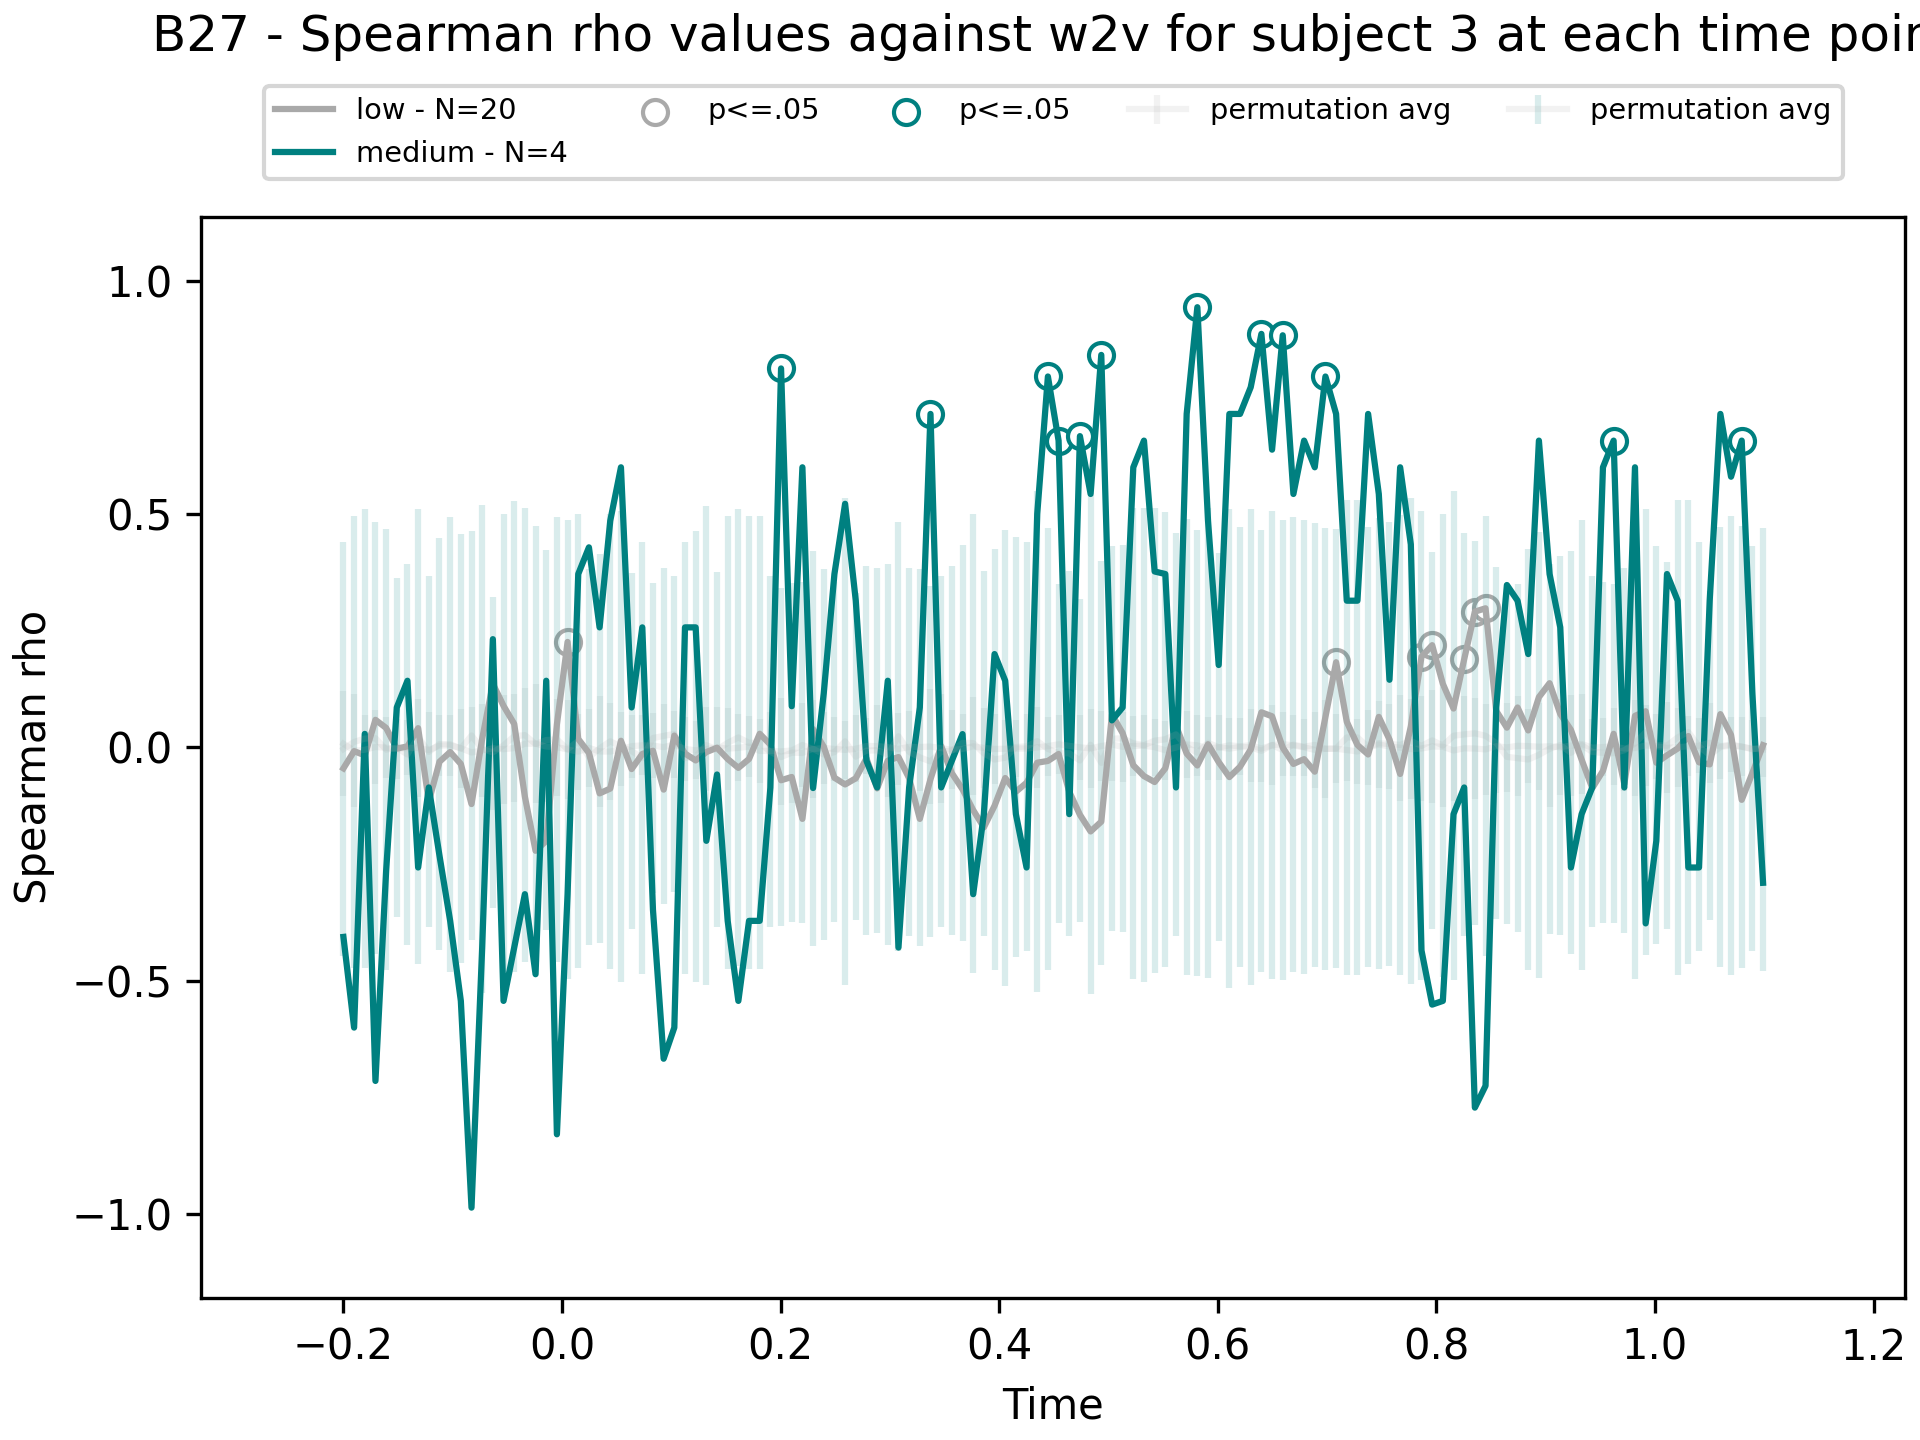 B27 - Spearman rho values against w2v for subject 3 at each time
low - N=20 p<=.05 p<=.05 permutation avg permutation avg
medium - N=4
1.0
0.5
0.0
−0.5
−1.0
Spearman rho
−0.2 0.0 0.2 0.4 0.6 0.8 1.0 1.2
Time